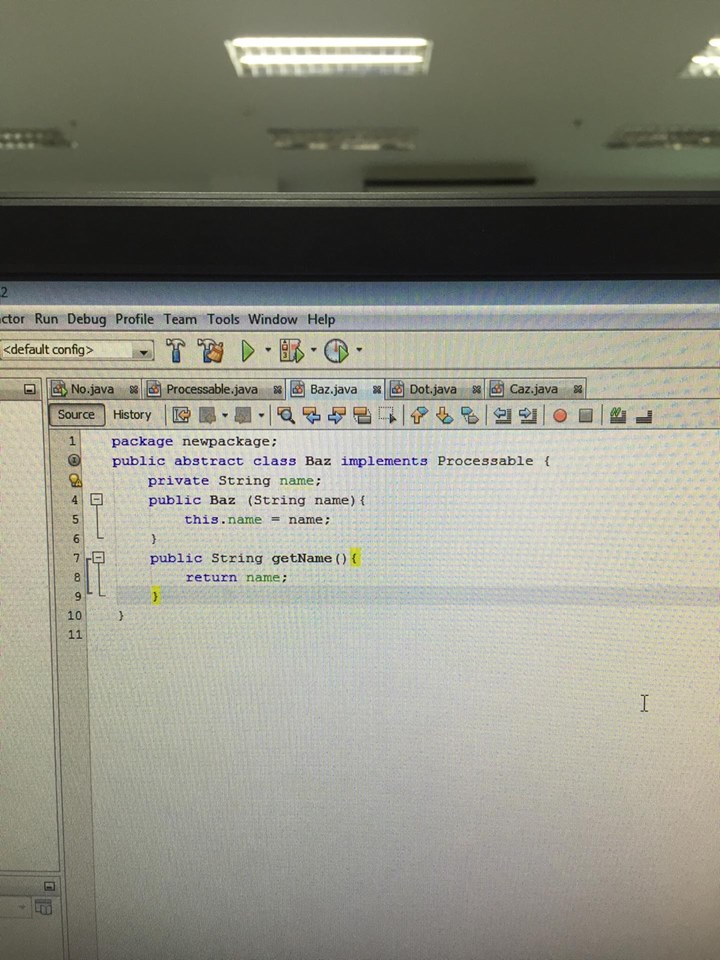 2
ctor Run Debug Profile Team Tools Window Help
<default config>
No.java Processable.java Baz.java Dot.java Caz.java
Source History
1 package newpackage;
public abstract class Baz implements Processable {
private String name;
4 public Baz (String name){
5 this.name = name;
6 }
7 public String getName(){
8 return name;
9 }
10 }
11